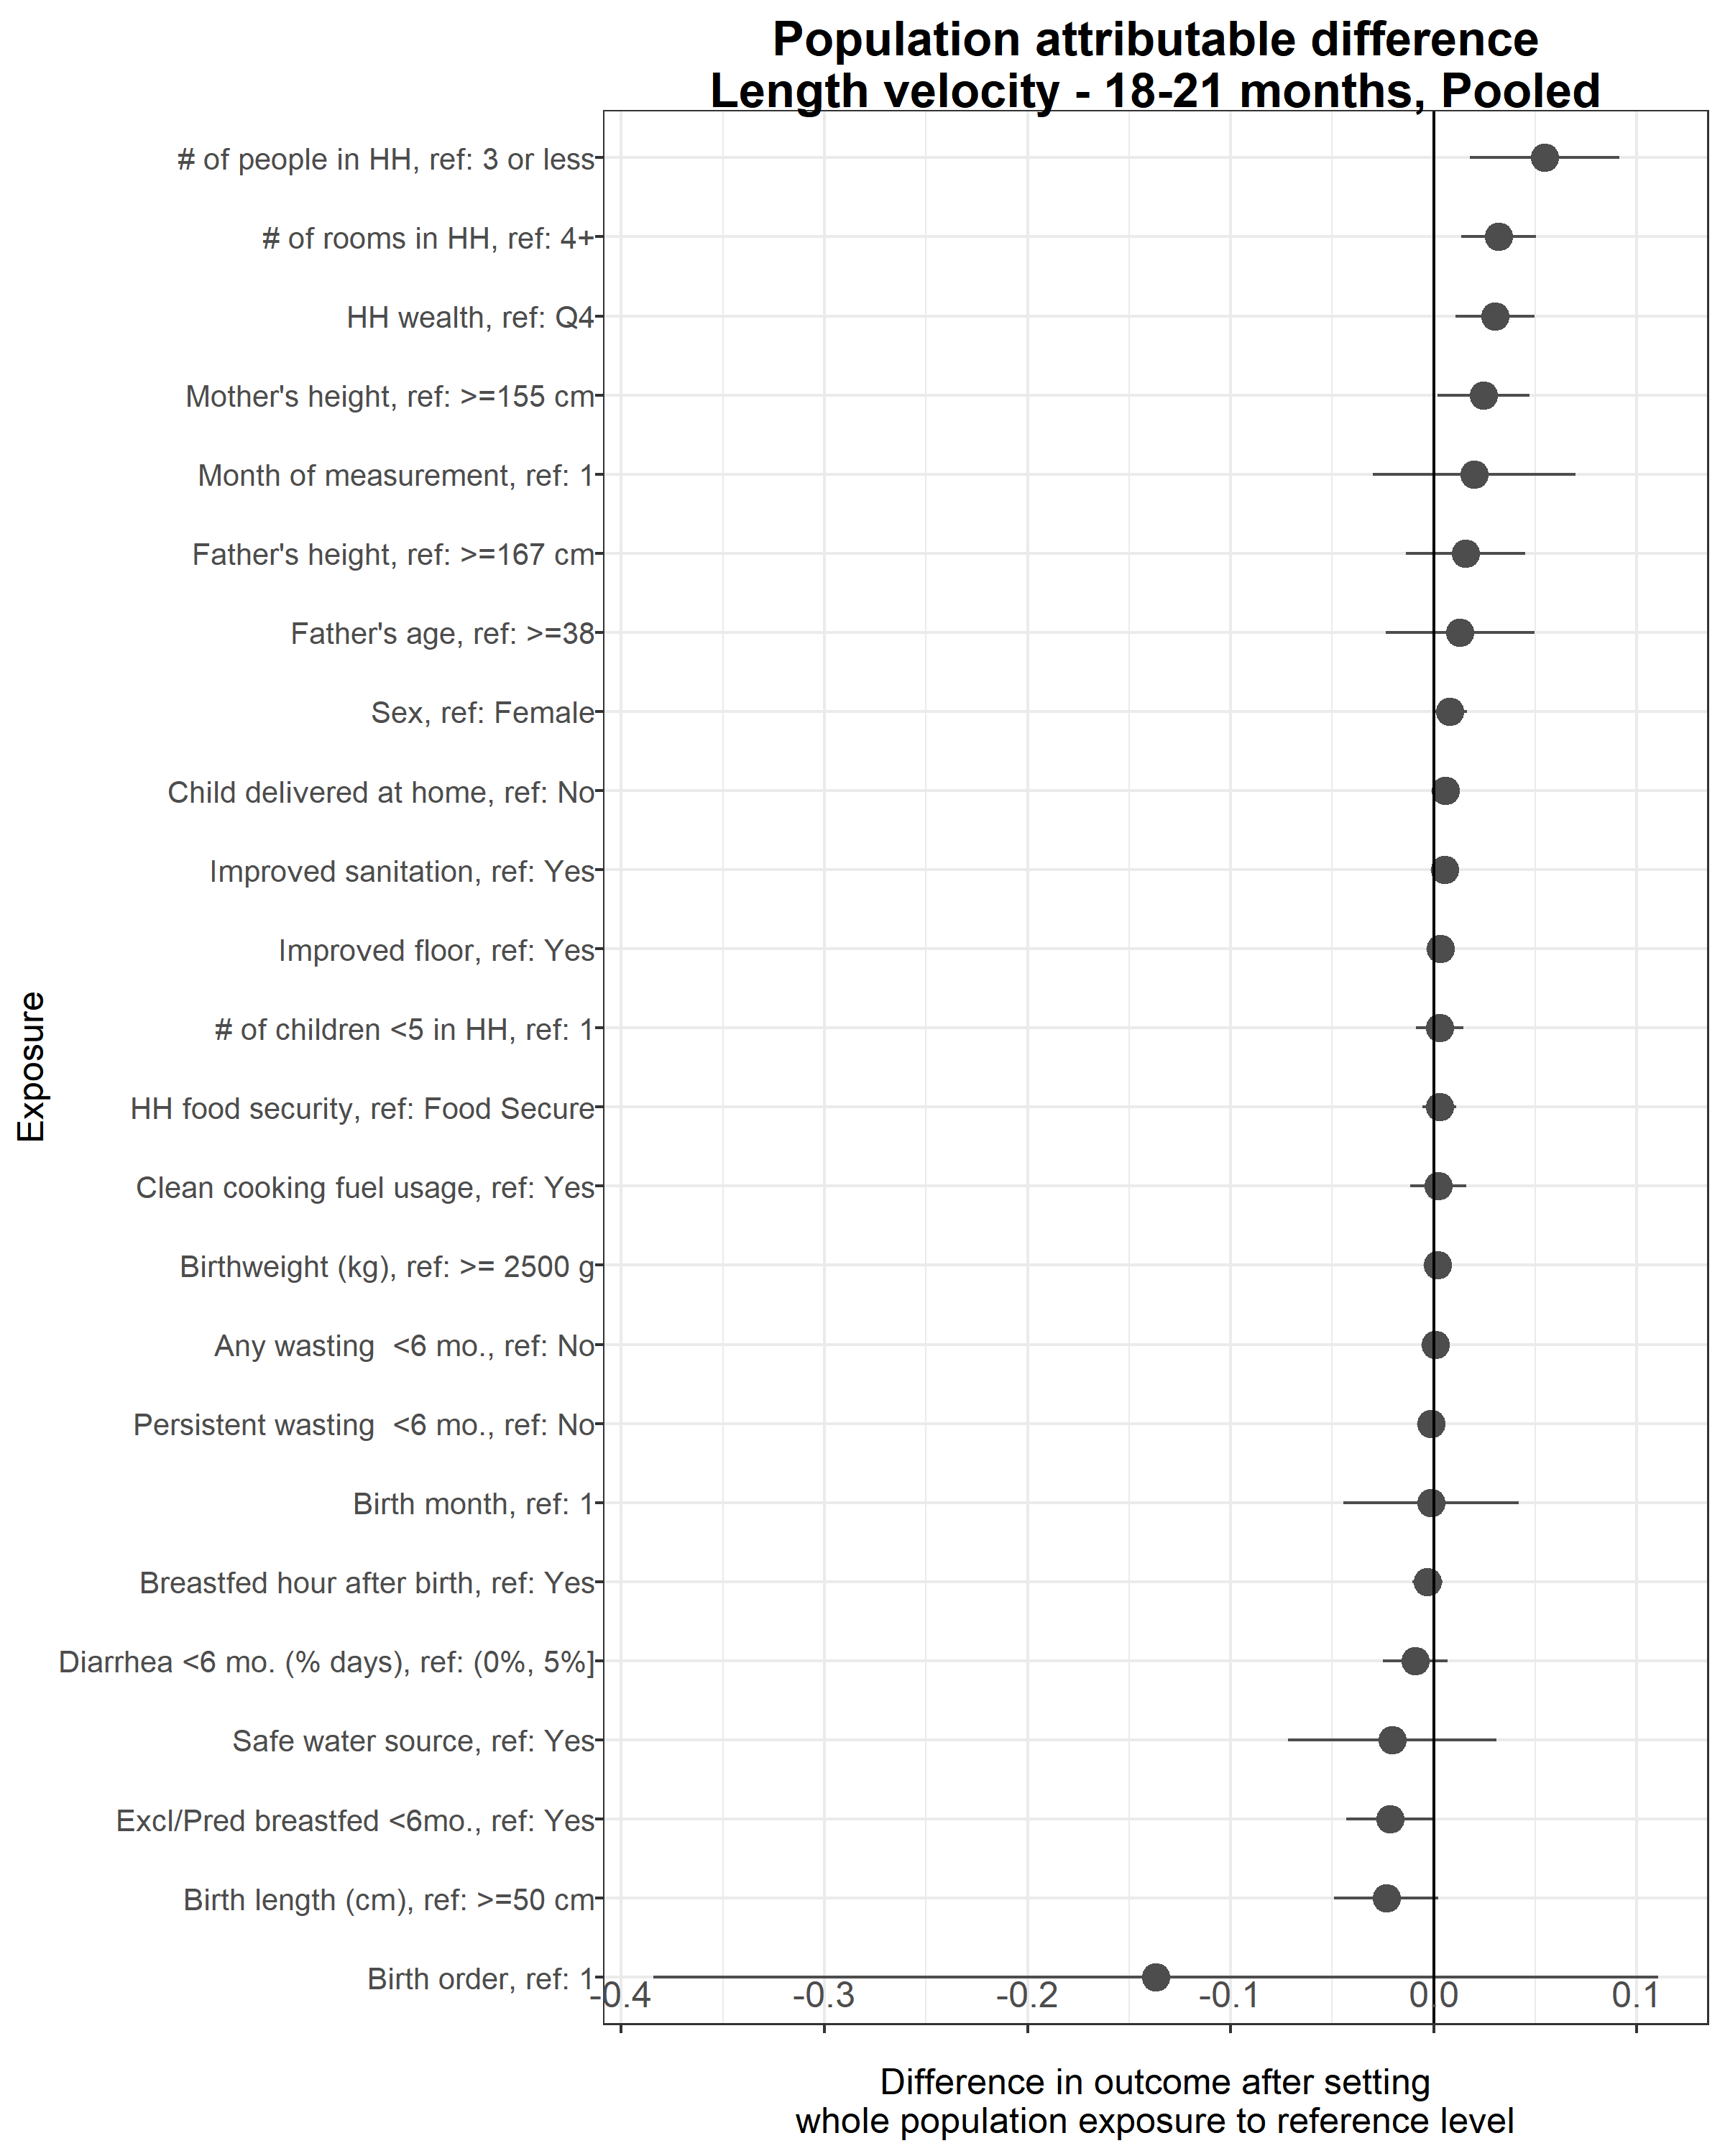 Population attributable difference
Length velocity - 18-21 months, Pooled
# of people in HH, ref: 3 or less
# of rooms in HH, ref: 4+
HH wealth, ref: Q4
Mother's height, ref: >=155 cm
Month of measurement, ref: 1
Father's height, ref: >=167 cm
Father's age, ref: >=38
Sex, ref: Female
Child delivered at home, ref: No
Improved sanitation, ref: Yes
Improved floor, ref: Yes
# of children <5 in HH, ref: 1
HH food security, ref: Food Secure
Clean cooking fuel usage, ref: Yes
Birthweight (kg), ref: >= 2500 g
Any wasting  <6 mo., ref: No
Persistent wasting  <6 mo., ref: No
Birth month, ref: 1
Breastfed hour after birth, ref: Yes
Diarrhea <6 mo. (% days), ref: (0%, 5%]
Safe water source, ref: Yes
Excl/Pred breastfed <6mo., ref: Yes
Birth length (cm), ref: >=50 cm
Birth order, ref: 1
Exposure
-0.4 -0.3 -0.2 -0.1 0.0 0.1
Difference in outcome after setting
whole population exposure to reference level